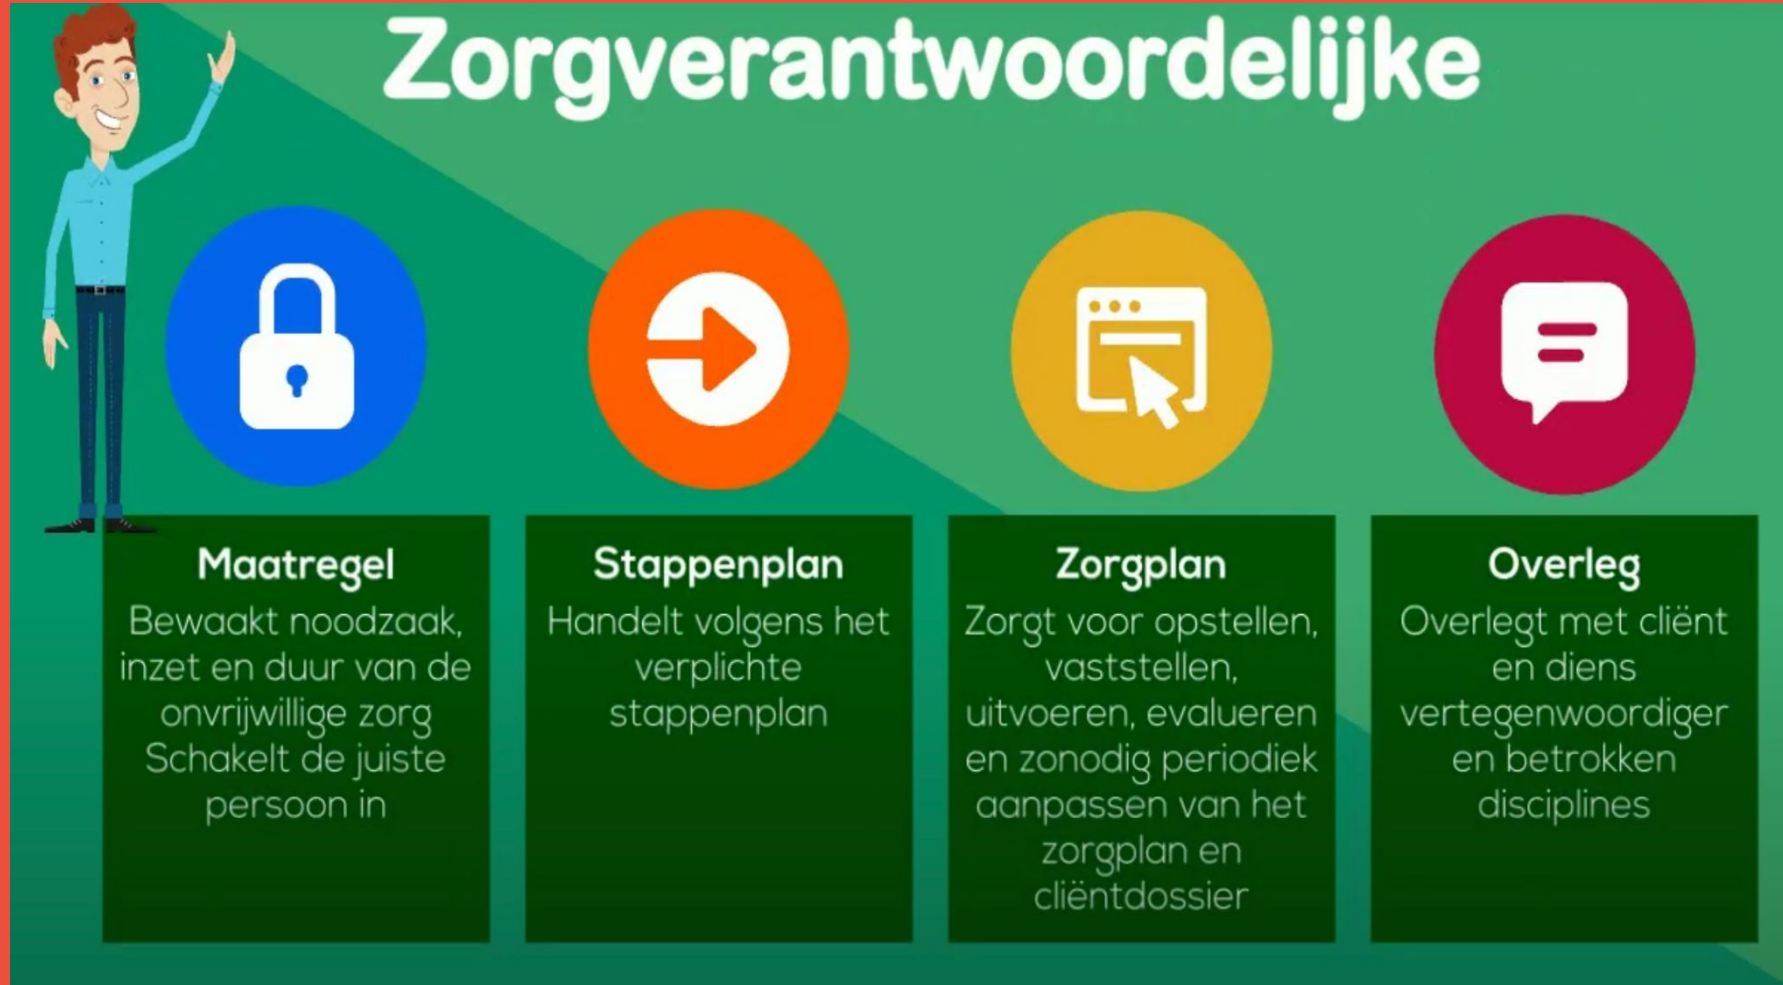 Zorgverantwoordelijke
Maatregel
Bewaakt noodzaak,
inzet en duur van de
onvrijwillige zorg
Schakelt de juiste
persoon in
Stappenplan
Handelt volgens het
verplichte
stappenplan
Zorgplan
Zorgt voor opstellen,
vaststellen,
uitvoeren, evalueren
en zonodig periodiek
aanpassen van het
zorgplan en
cliëntdossier
Overleg
Overlegt met cliënt
en diens
vertegenwoordiger
en betrokken
disciplines